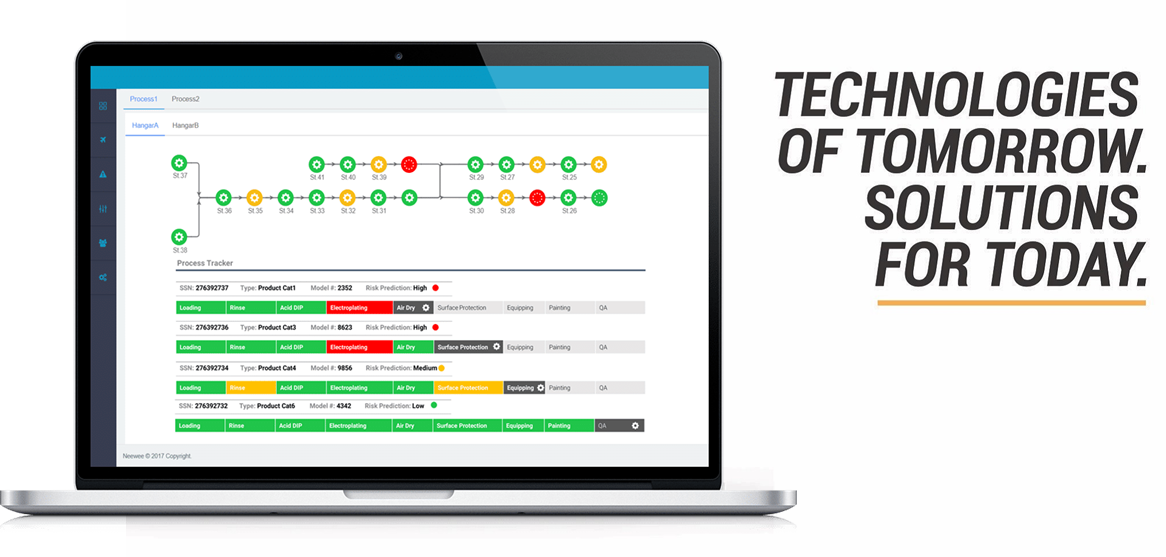 TECHNOLOGIES
OF TOMORROW.
SOLUTIONS
FOR TODAY.
Process1 Process2
HangarA HangarB
St.37
St.41 St.40 St.39 St.29 St.27 St.25
St.36 St.35 St.34 St.33 St.32 St.31 St.30 St.28 St.26
St.38
Process Tracker
SSN: 276392737 Type: Product Cat1 Model #: 2352 Risk Prediction: High
Loading Rinse Acid DIP Electroplating Air Dry Surface Protection Equipping Painting QA
SSN: 276392736 Type: Product Cat3 Model #: 8623 Risk Prediction: High
Loading Rinse Acid DIP Electroplating Air Dry Surface Protection Equipping Painting QA
SSN: 276392734 Type: Product Cat4 Model #: 9856 Risk Prediction: Medium
Loading Rinse Acid DIP Electroplating Air Dry Surface Protection Equipping Painting QA
SSN: 276392732 Type: Product Cat6 Model #: 4342 Risk Prediction: Low
Loading Rinse Acid DIP Electroplating Air Dry Surface Protection Equipping Painting QA
Neewee © 2017 Copyright.